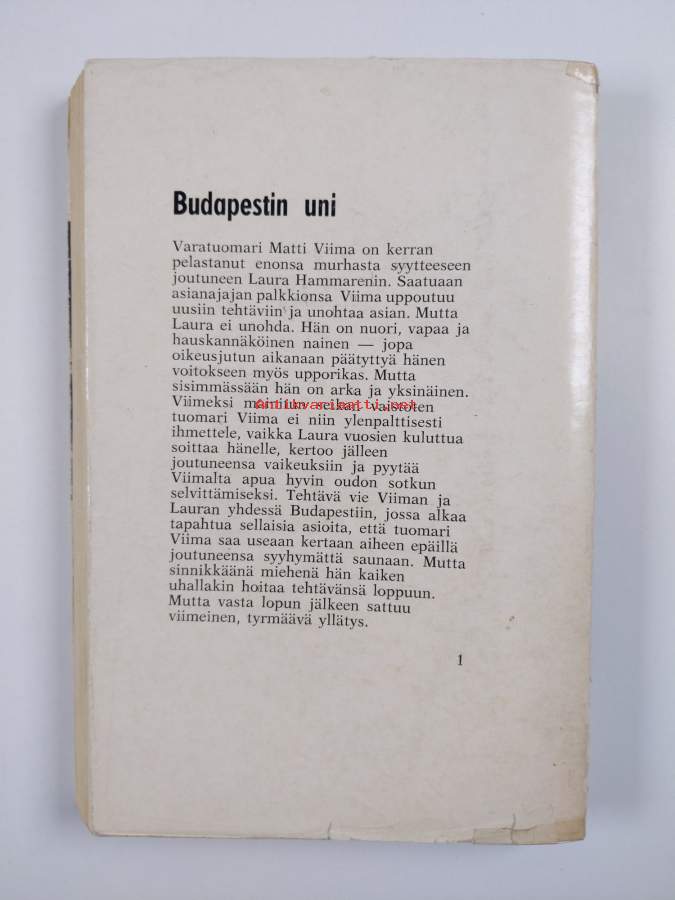 Budapestin uni
Varatuomari Matti Viima on kerran
pelastanut enonsa murhasta syytteeseen
joutuneen Laura Hammarenin. Saatuaan
asianajajan palkkionsa Viima uppoutuu
uusiin tehtäviin ja unohtaa asian. Mutta
Laura ei unohda. Hän on nuori, vapaa ja
hauskannäköinen nainen — jopa
oikeusjutun aikanaan päätyttyä hänen
voitokseen myös upporikas. Mutta
sisimmässään hän on arka ja yksinäinen.
Viimeksi mainitun seikan vaistoten
Antikvariaatti.net
tuomari Viima ei niin ylenpalttisesti
ihmettele, vaikka Laura vuosien kuluttua
soittaa hänelle, kertoo jälleen
joutuneensa vaikeuksiin ja pyytää
Viimalta apua hyvin oudon sotkun
selvittämiseksi. Tehtävä vie Viiman ja
Lauran yhdessä Budapestiin, jossa alkaa
tapahtua sellaisia asioita, että tuomari
Viima saa useaan kertaan aiheen epäillä
joutuneensa syyhymättä saunaan. Mutta
sinnikkäänä miehenä hän kaiken
uhallakin hoitaa tehtävänsä loppuun.
Mutta vasta lopun jälkeen sattuu
viimeinen, tyrmäävä yllätys.
1